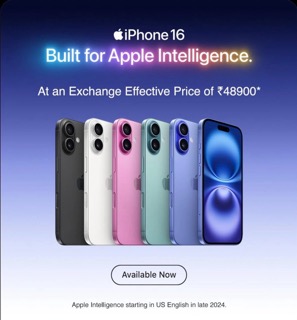 iPhone 16
Built for Apple Intelligence.
At an Exchange Effective Price of ₹48900*
Available Now
Apple Intelligence starting in US English in late 2024.